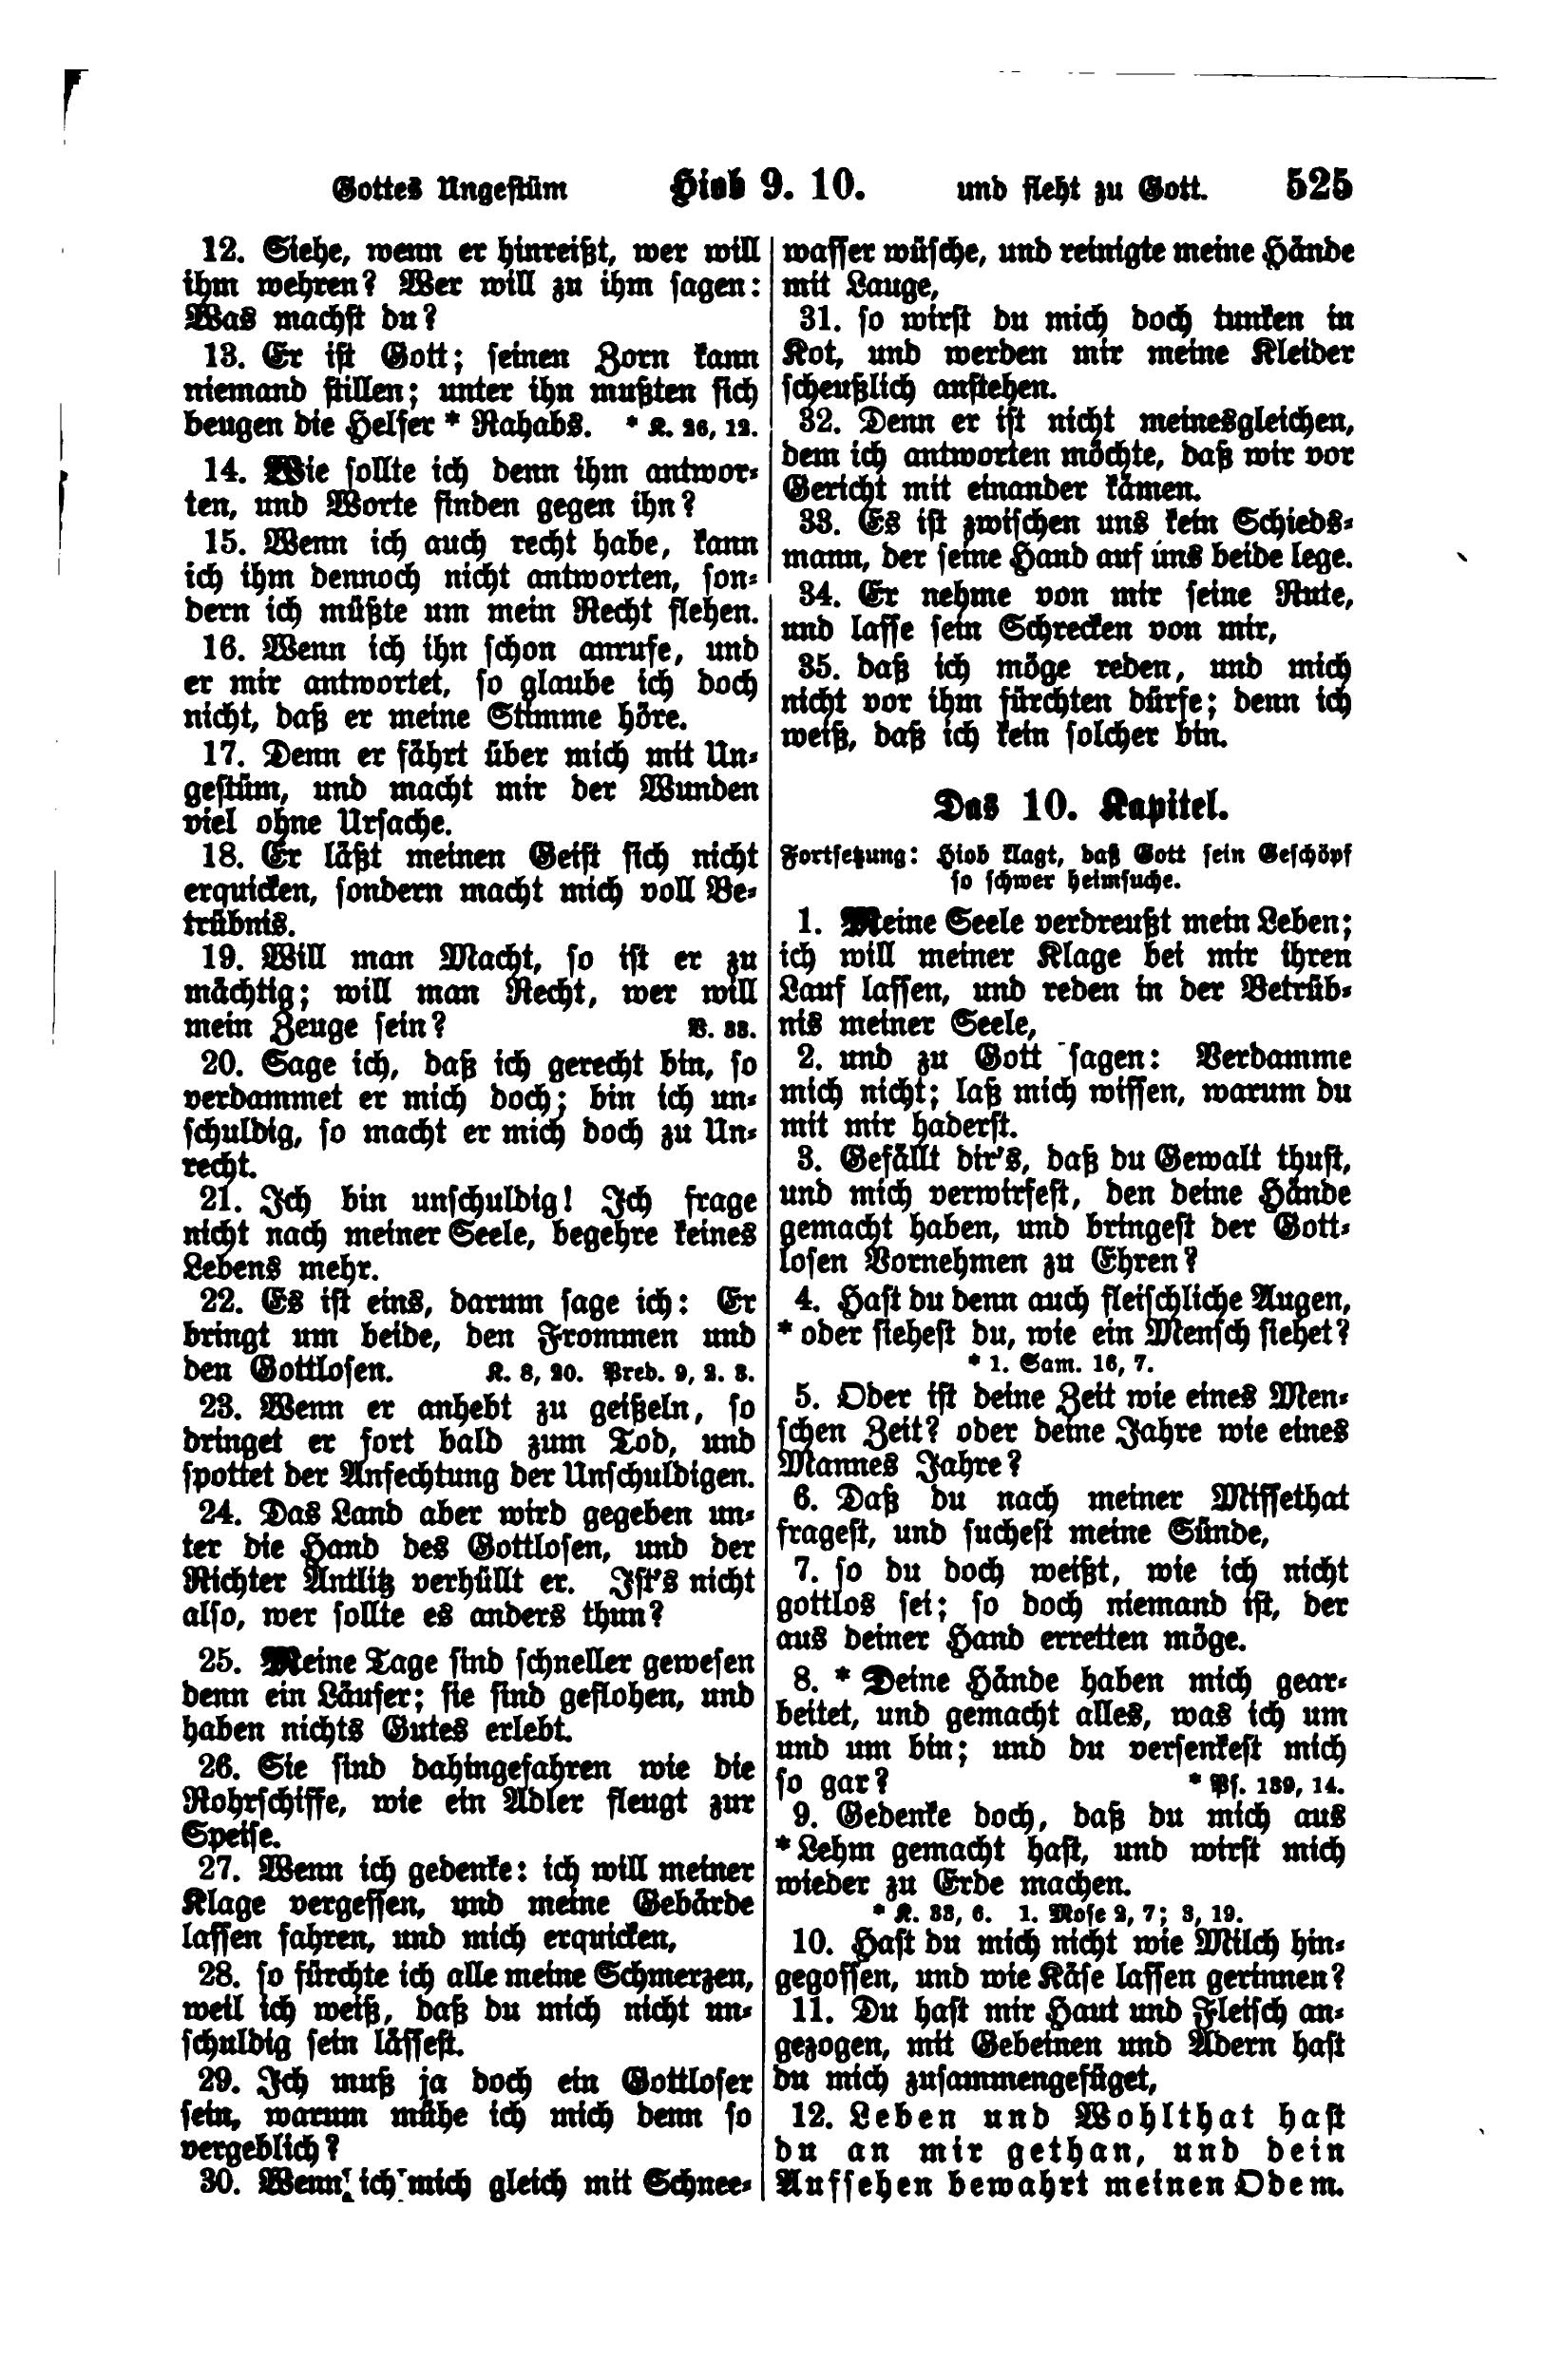 Gottes Ungestüm Hiob 9. 10. und fleht zu Gott. 525
12. Siehe, wenn er hinreißt, wer will
ihm wehren? Wer will zu ihm sagen:
Was machst du?
13. Er ist Gott; seinen Zorn kann
niemand stillen; unter ihn mußten sich
beugen die Helfer * Rahabs. * K. 26, 12.
14. Wie sollte ich denn ihm antwor-
ten, und Worte finden gegen ihn?
15. Wenn ich auch recht habe, kann
ich ihm dennoch nicht antworten, son-
dern ich müßte um mein Recht flehen.
16. Wenn ich ihn schon anrufe, und
er mir antwortet, so glaube ich doch
nicht, daß er meine Stimme höre.
17. Denn er fährt über mich mit Un-
gestüm, und macht mir der Wunden
viel ohne Ursache.
18. Er läßt meinen Geist sich nicht
erquicken, sondern macht mich voll Be-
trübnis.
19. Will man Macht, so ist er zu
mächtig; will man Recht, wer will
mein Zeuge sein? V. 33.
20. Sage ich, daß ich gerecht bin, so
verdammet er mich doch; bin ich un-
schuldig, so macht er mich doch zu Un-
recht.
21. Ich bin unschuldig! Ich frage
nicht nach meiner Seele, begehre keines
Lebens mehr.
22. Es ist eins, darum sage ich: Er
bringt um beide, den Frommen und
den Gottlosen. K. 8, 20. Pred. 9, 2. 3.
23. Wenn er anhebt zu geißeln, so
dringet er fort bald zum Tod, und
spottet der Anfechtung der Unschuldigen.
24. Das Land aber wird gegeben un-
ter die Hand des Gottlosen, und der
Richter Antlitz verhüllt er. Ist's nicht
also, wer sollte es anders thun?
25. Meine Tage sind schneller gewesen
denn ein Läufer; sie sind geflohen, und
haben nichts Gutes erlebt.
26. Sie sind dahingefahren wie die
Rohrschiffe, wie ein Adler fleugt zur
Speise.
27. Wenn ich gedenke: ich will meiner
Klage vergessen, und meine Gebärde
lassen fahren, und mich erquicken,
28. so fürchte ich alle meine Schmerzen,
weil ich weiß, daß du mich nicht un-
schuldig sein lässest.
29. Ich muß ja doch ein Gottloser
sein, warum mühe ich mich denn so
vergeblich?
30. Wenn ich mich gleich mit Schnee-
wasser wüsche, und reinigte meine Hände
mit Lauge,
31. so wirst du mich doch tunken in
Kot, und werden mir meine Kleider
scheußlich anstehen.
32. Denn er ist nicht meinesgleichen,
dem ich antworten möchte, daß wir vor
Gericht mit einander kämen.
33. Es ist zwischen uns kein Schieds-
mann, der seine Hand auf uns beide lege.
34. Er nehme von mir seine Rute,
und lasse sein Schrecken von mir,
35. daß ich möge reden, und mich
nicht vor ihm fürchten dürfe; denn ich
weiß, daß ich kein solcher bin.
Das 10. Kapitel.
Fortsetzung: Hiob klagt, daß Gott sein Geschöpf
so schwer heimsuche.
1. Meine Seele verdreußt mein Leben;
ich will meiner Klage bei mir ihren
Lauf lassen, und reden in der Betrüb-
nis meiner Seele,
2. und zu Gott sagen: Verdamme
mich nicht; laß mich wissen, warum du
mit mir haderst.
3. Gefällt dir's, daß du Gewalt thust,
und mich verwirfest, den deine Hände
gemacht haben, und bringest der Gott-
losen Vornehmen zu Ehren?
4. Hast du denn auch fleischliche Augen,
* oder siehest du, wie ein Mensch siehet?
* 1. Sam. 16, 7.
5. Oder ist deine Zeit wie eines Men-
schen Zeit? oder deine Jahre wie eines
Mannes Jahre?
6. Daß du nach meiner Missethat
fragest, und suchest meine Sünde,
7. so du doch weißt, wie ich nicht
gottlos sei; so doch niemand ist, der
aus deiner Hand erretten möge.
8. * Deine Hände haben mich gear-
beitet, und gemacht alles, was ich um
und um bin; und du versenkest mich
so gar? * Ps. 139, 14.
9. Gedenke doch, daß du mich aus
* Lehm gemacht hast, und wirst mich
wieder zu Erde machen.
* K. 33, 6. 1. Mose 2, 7; 3, 19.
10. Hast du mich nicht wie Milch hin-
gegossen, und wie Käse lassen gerinnen?
11. Du hast mir Haut und Fleisch an-
gezogen, mit Gebeinen und Adern hast
du mich zusammengefüget,
12. Leben und Wohlthat hast
du an mir gethan, und dein
Aufsehen bewahrt meinen Odem.